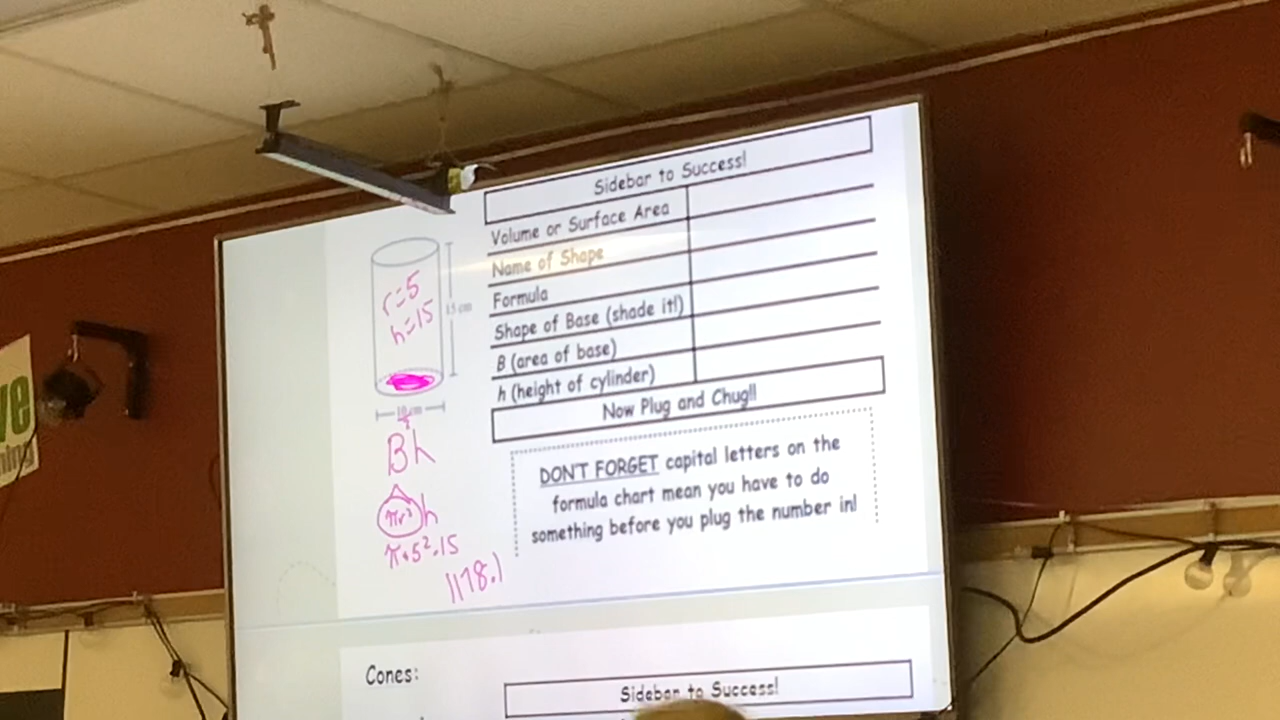 Sidebar to Success!
Volume or Surface Area
Name of Shape
Formula
Shape of Base (shade it!)
B (area of base)
h (height of cylinder)
Now Plug and Chug!!
DON'T FORGET capital letters on the
formula chart mean you have to do
something before you plug the number in!
r=5
h=15
15 cm
10 cm
Bh
πr²h
π·5²·15
1178.1
Cones:
Sidebar to Success!
ve